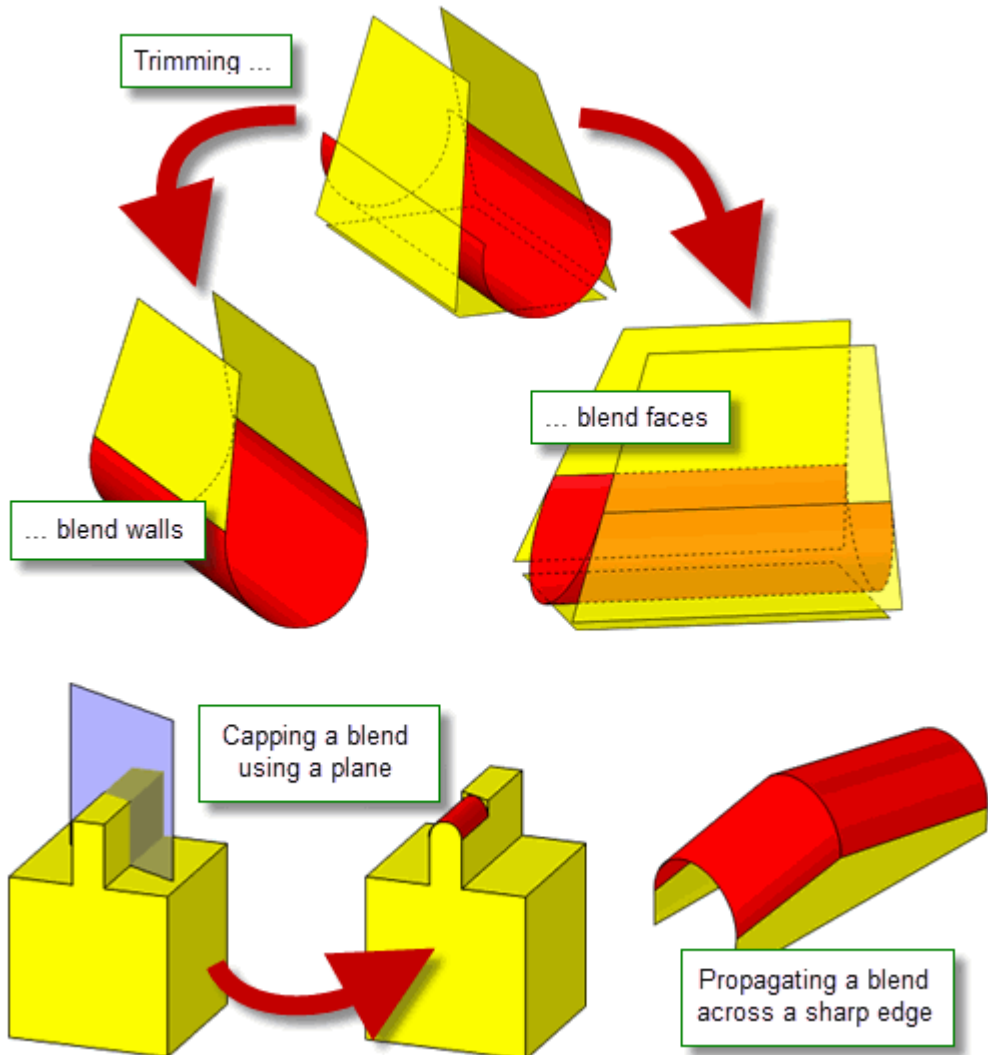 Trimming ...
... blend faces
... blend walls
Capping a blend
using a plane
Propagating a blend
across a sharp edge